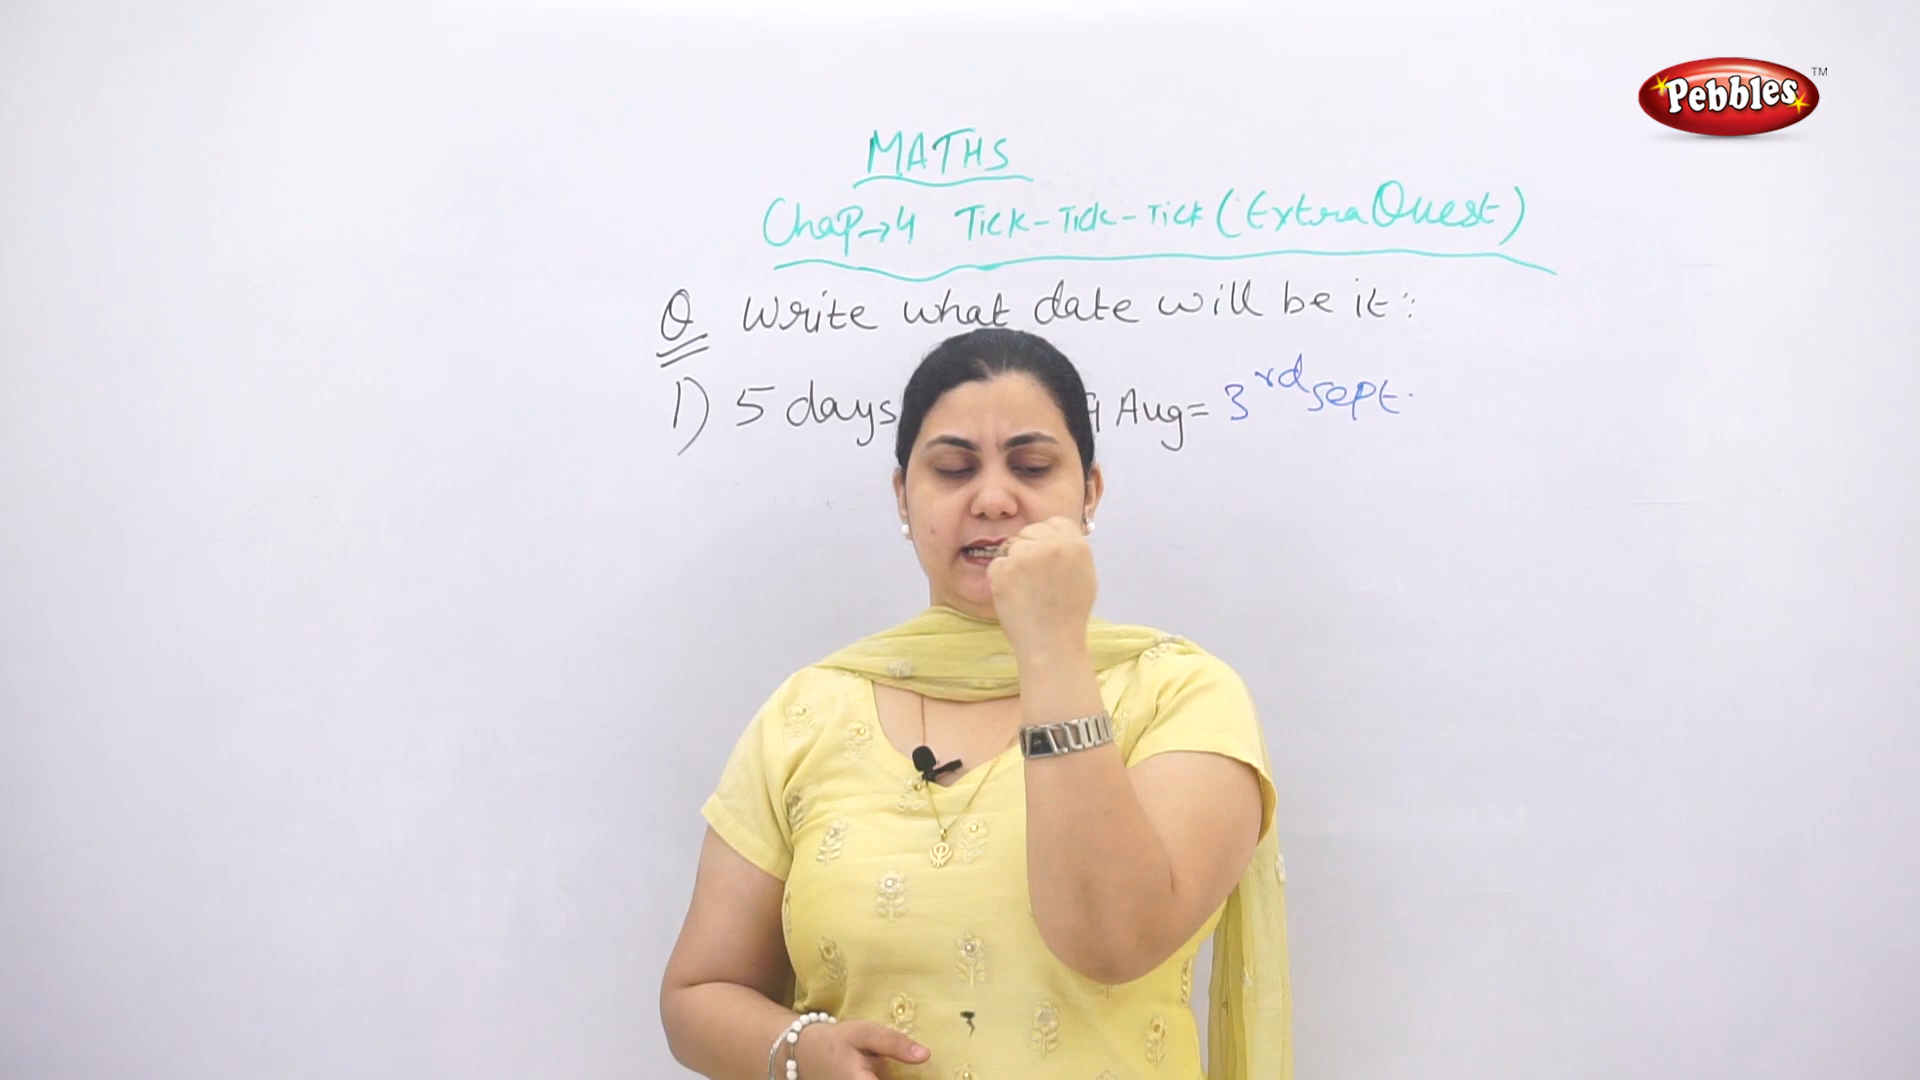 Pebbles TM
MATHS
Chap→4 Tick-Tick-Tick (Extra Quest)
Q Write what date will be it:
1) 5 days Aug= 3rd sept.